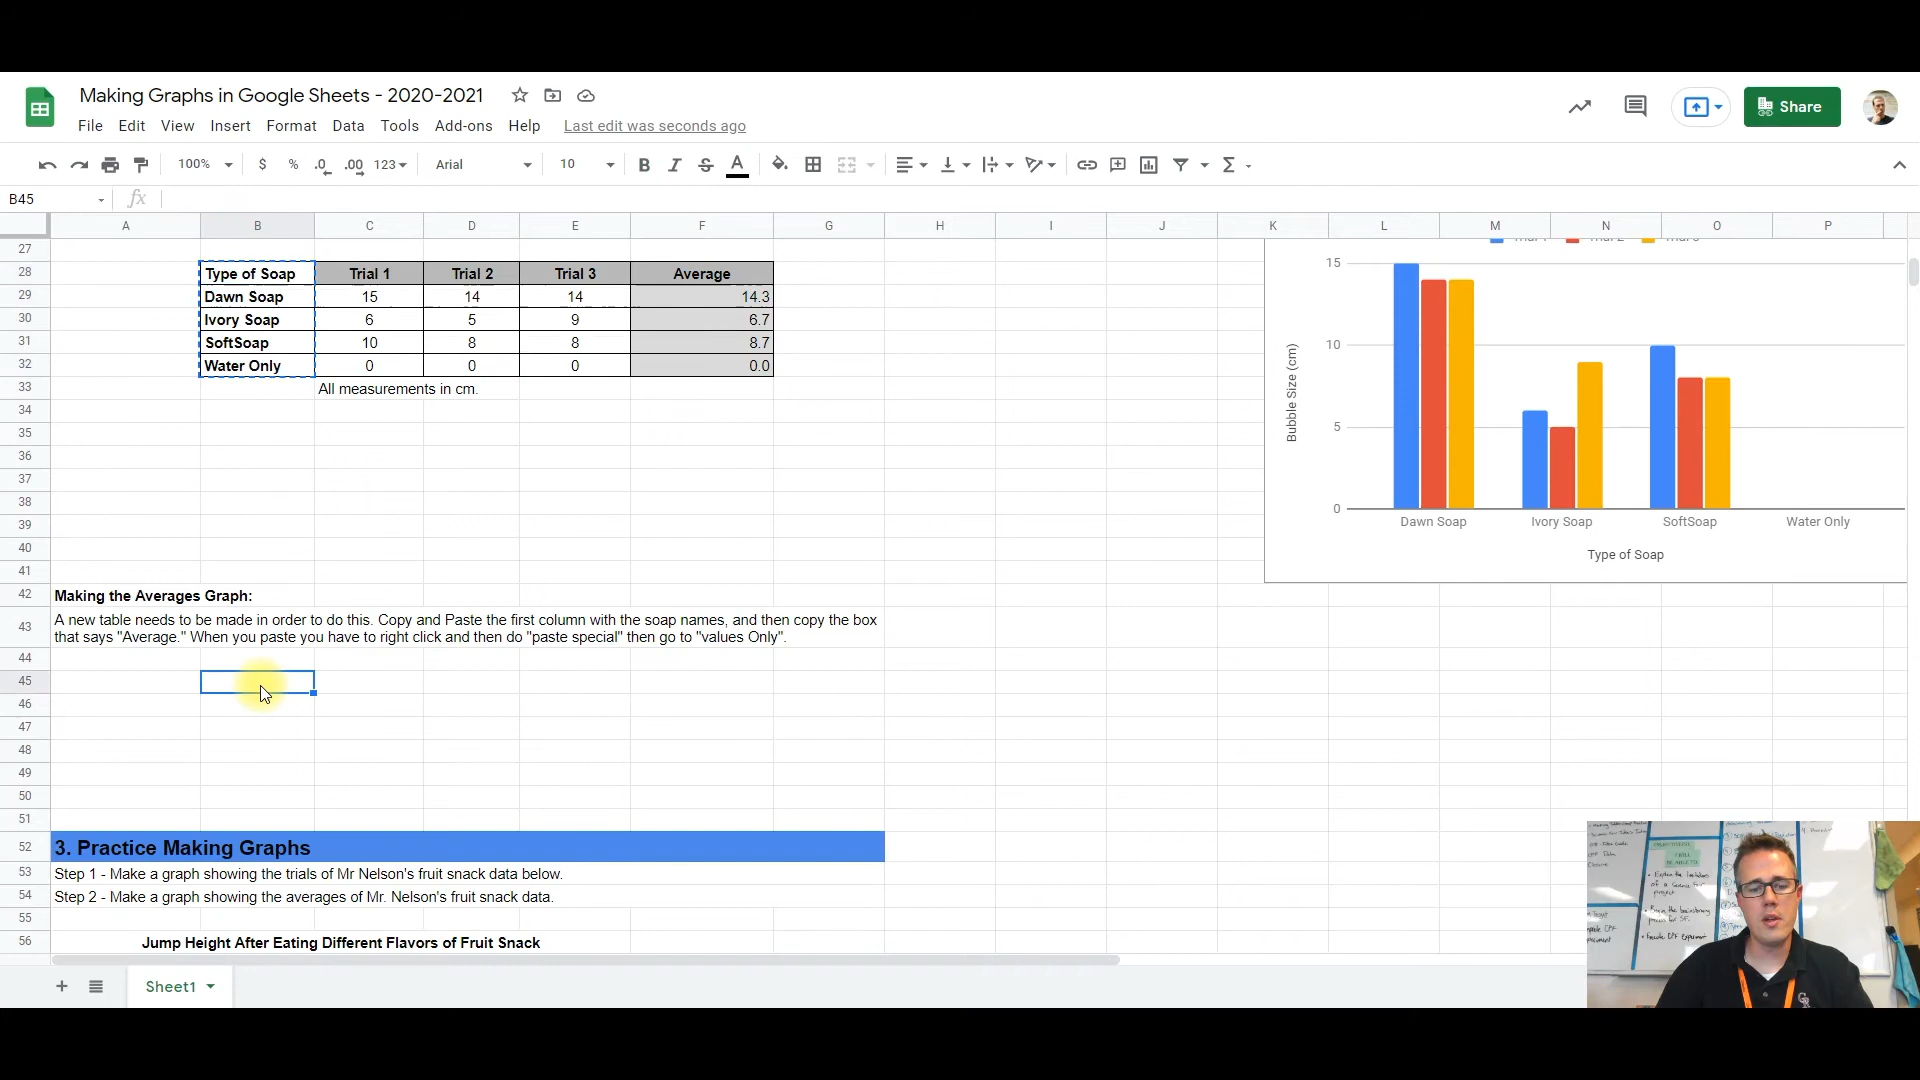 Making Graphs in Google Sheets - 2020-2021
File Edit View Insert Format Data Tools Add-ons Help Last edit was seconds ago
Share
100% $ % .0 .00 123 Arial 10 B I S A
B45 fx
A B C D E F G H I J K L M N O P
27
28 Type of Soap Trial 1 Trial 2 Trial 3 Average
29 Dawn Soap 15 14 14 14.3
30 Ivory Soap 6 5 9 6.7
31 SoftSoap 10 8 8 8.7
32 Water Only 0 0 0 0.0
33 All measurements in cm.
34
35
36
37
38
39
40
41
42 Making the Averages Graph:
43 A new table needs to be made in order to do this. Copy and Paste the first column with the soap names, and then copy the box
that says "Average." When you paste you have to right click and then do "paste special" then go to "values Only".
44
45
46
47
48
49
50
51
52 3. Practice Making Graphs
53 Step 1 - Make a graph showing the trials of Mr Nelson's fruit snack data below.
54 Step 2 - Make a graph showing the averages of Mr. Nelson's fruit snack data.
55
56 Jump Height After Eating Different Flavors of Fruit Snack
15
10
5
0
Bubble Size (cm)
Dawn Soap Ivory Soap SoftSoap Water Only
Type of Soap
Sheet1